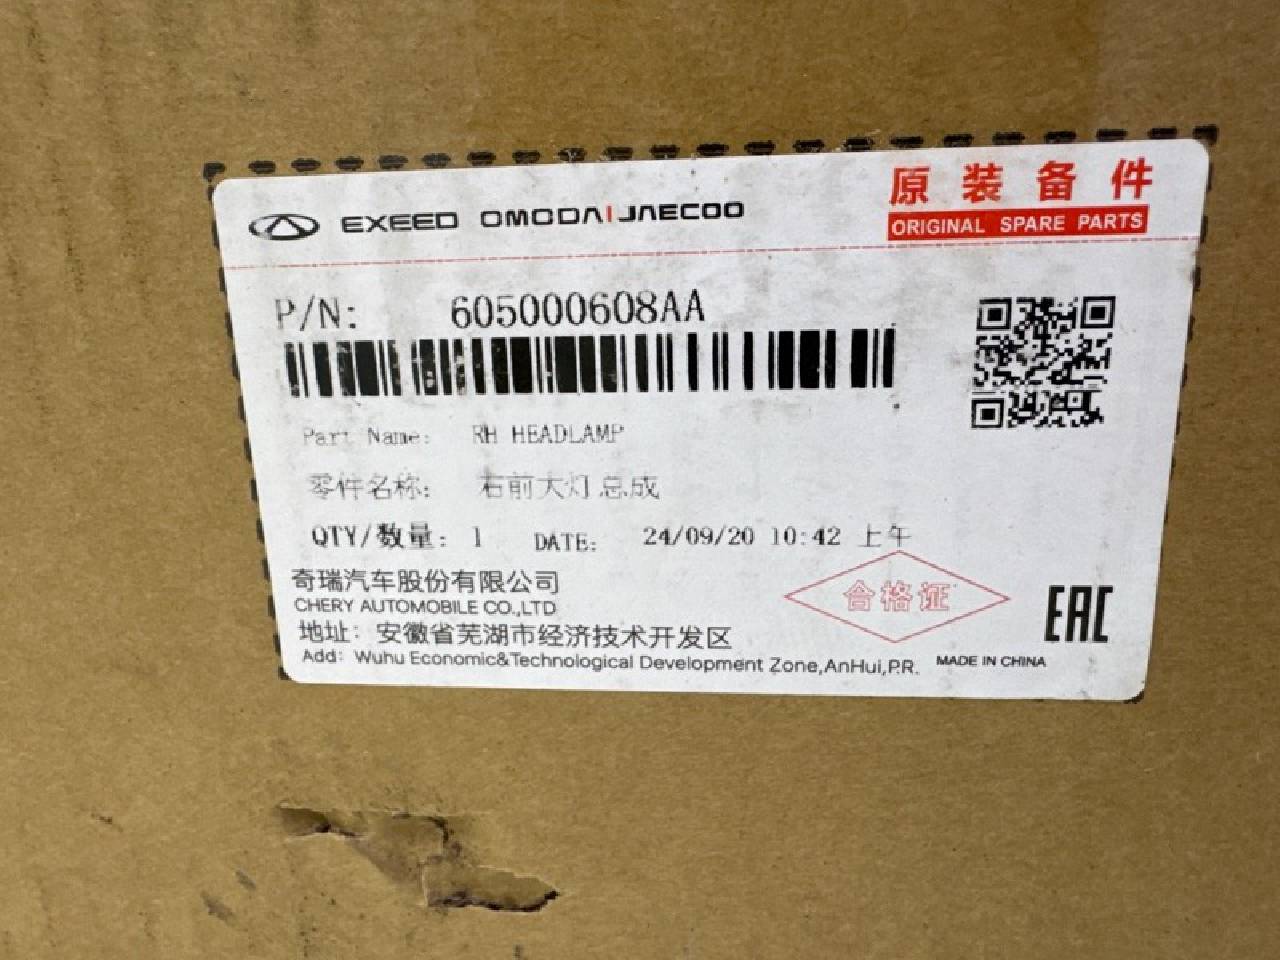 EXEED OMODA|JAECOO
原装备件
ORIGINAL SPARE PARTS
P/N: 605000608AA
Part Name: RH HEADLAMP
零件名称: 右前大灯总成
QTY/数量: 1 DATE: 24/09/20 10:42 上午
奇瑞汽车股份有限公司
CHERY AUTOMOBILE CO.,LTD
合格证
EAC
地址: 安徽省芜湖市经济技术开发区
Add: Wuhu Economic&Technological Development Zone,AnHui,P.R. MADE IN CHINA